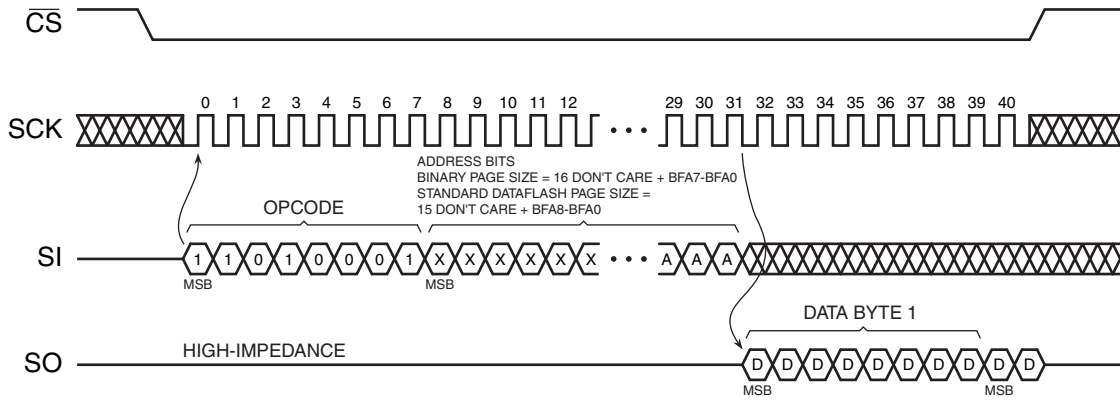 CS
SCK
0 1 2 3 4 5 6 7 8 9 10 11 12 • • • 29 30 31 32 33 34 35 36 37 38 39 40
ADDRESS BITS
BINARY PAGE SIZE = 16 DON'T CARE + BFA7-BFA0
STANDARD DATAFLASH PAGE SIZE =
15 DON'T CARE + BFA8-BFA0
OPCODE
SI
1 1 0 1 0 0 0 1 X X X X X X • • • A A A
MSB MSB
DATA BYTE 1
SO
HIGH-IMPEDANCE
D D D D D D D D D D
MSB MSB